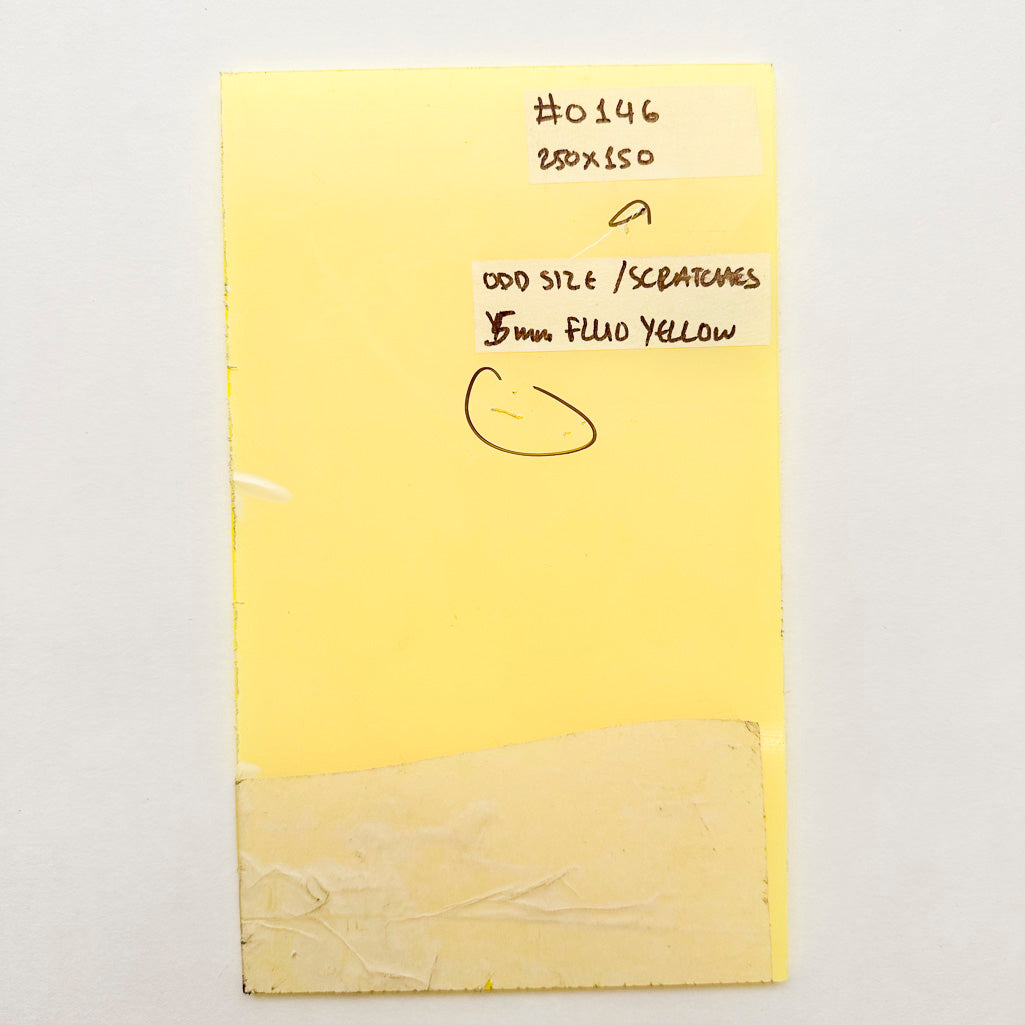 #0146
250X150
ODD SIZE / SCRATCHES
5mm FLUO YELLOW